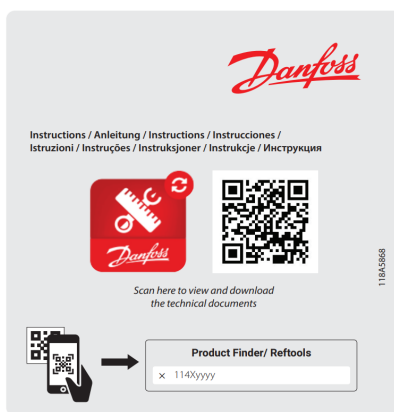 Danfoss
Instructions / Anleitung / Instructions / Instrucciones /
Istruzioni / Instruções / Instruksjoner / Instrukcje / Инструкция
Danfoss
Scan here to view and download
the technical documents
118A5868
Product Finder/ Reftools
× 114Xyyyy